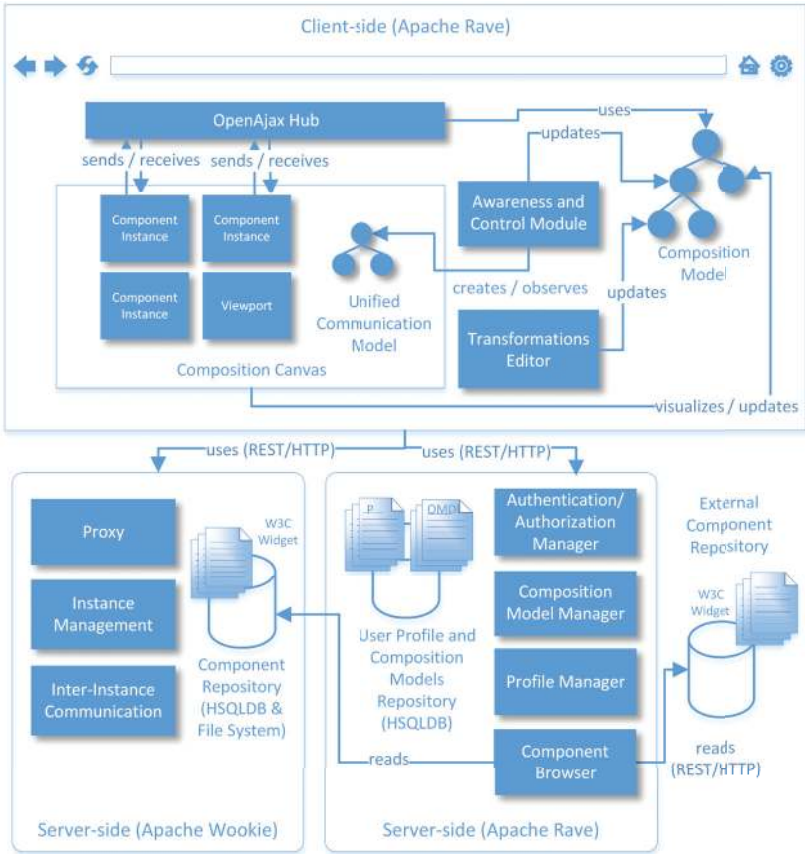 Client-side (Apache Rave)
OpenAjax Hub
uses
sends / receives
sends / receives
updates
Component
Instance
Component
Instance
Awareness and
Control Module
Composition
Model
creates / observes
updates
Component
Instance
Viewport
Unified
Communication
Model
Transformations
Editor
Composition Canvas
visualizes / updates
uses (REST/HTTP)
uses (REST/HTTP)
Proxy
W3C
Widget
Instance
Management
Inter-Instance
Communication
Component
Repository
(HSQLDB &
File System)
Server-side (Apache Wookie)
P
OMD
User Profile and
Composition
Models
Repository
(HSQLDB)
Authentication/
Authorization
Manager
Composition
Model Manager
Profile Manager
Component
Browser
reads
Server-side (Apache Rave)
External
Component
Repository
W3C
Widget
reads
(REST/HTTP)